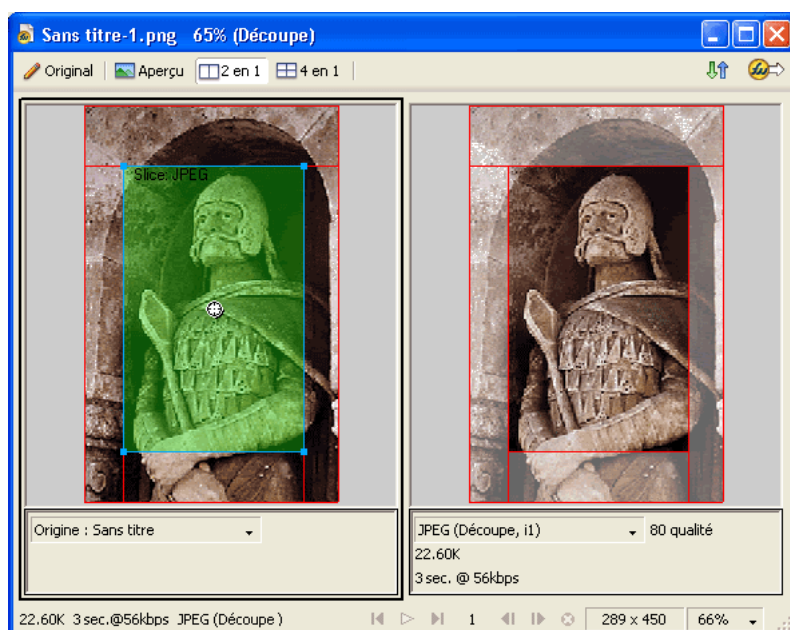 Sans titre-1.png 65% (Découpe)
Original Aperçu 2 en 1 4 en 1
Slice: JPEG
Origine : Sans titre
JPEG (Découpe, i1) 80 qualité
22.60K
3 sec. @ 56kbps
22.60K 3 sec.@56kbps JPEG (Découpe ) 1 289 x 450 66%